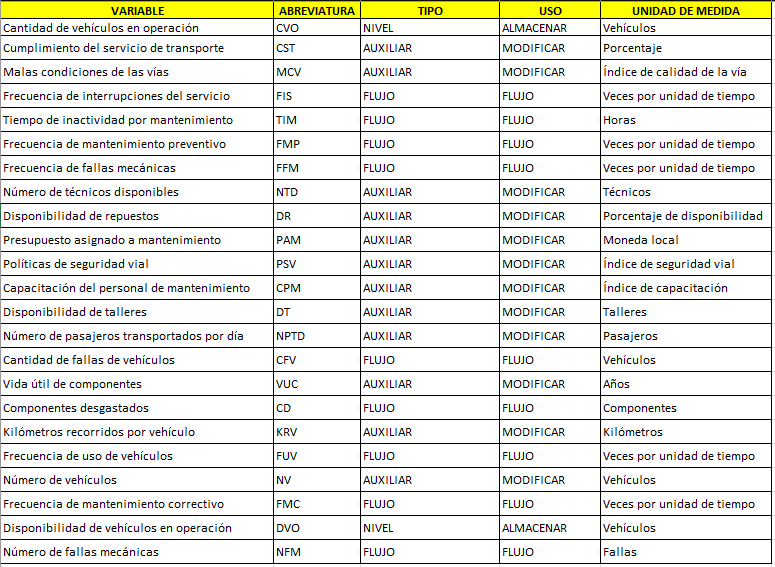 VARIABLE ABREVIATURA TIPO USO UNIDAD DE MEDIDA
Cantidad de vehículos en operación CVO NIVEL ALMACENAR Vehículos
Cumplimiento del servicio de transporte CST AUXILIAR MODIFICAR Porcentaje
Malas condiciones de las vías MCV AUXILIAR MODIFICAR Índice de calidad de la vía
Frecuencia de interrupciones del servicio FIS FLUJO FLUJO Veces por unidad de tiempo
Tiempo de inactividad por mantenimiento TIM FLUJO FLUJO Horas
Frecuencia de mantenimiento preventivo FMP FLUJO FLUJO Veces por unidad de tiempo
Frecuencia de fallas mecánicas FFM FLUJO FLUJO Veces por unidad de tiempo
Número de técnicos disponibles NTD AUXILIAR MODIFICAR Técnicos
Disponibilidad de repuestos DR AUXILIAR MODIFICAR Porcentaje de disponibilidad
Presupuesto asignado a mantenimiento PAM AUXILIAR MODIFICAR Moneda local
Políticas de seguridad vial PSV AUXILIAR MODIFICAR Índice de seguridad vial
Capacitación del personal de mantenimiento CPM AUXILIAR MODIFICAR Índice de capacitación
Disponibilidad de talleres DT AUXILIAR MODIFICAR Talleres
Número de pasajeros transportados por día NPTD AUXILIAR MODIFICAR Pasajeros
Cantidad de fallas de vehículos CFV FLUJO FLUJO Vehículos
Vida útil de componentes VUC AUXILIAR MODIFICAR Años
Componentes desgastados CD FLUJO FLUJO Componentes
Kilómetros recorridos por vehículo KRV AUXILIAR MODIFICAR Kilómetros
Frecuencia de uso de vehículos FUV FLUJO FLUJO Veces por unidad de tiempo
Número de vehículos NV AUXILIAR MODIFICAR Vehículos
Frecuencia de mantenimiento correctivo FMC FLUJO FLUJO Veces por unidad de tiempo
Disponibilidad de vehículos en operación DVO NIVEL ALMACENAR Vehículos
Número de fallas mecánicas NFM FLUJO FLUJO Fallas